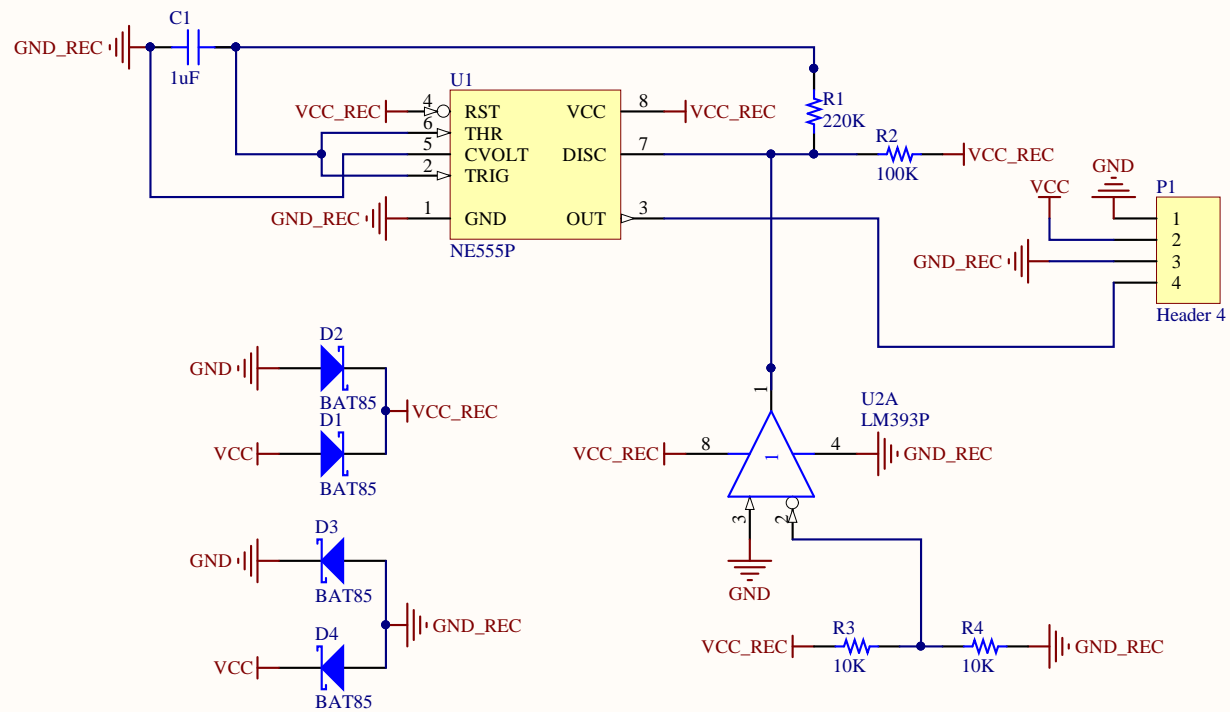 C1
GND_REC
1uF
U1
VCC_REC 4 RST VCC 8 VCC_REC
6 THR
5 CVOLT DISC 7
2 TRIG
GND_REC 1 GND OUT 3
NE555P
R1
220K
R2
VCC_REC
100K
GND
VCC
P1
1
2
GND_REC 3
4
Header 4
D2
GND
BAT85
VCC_REC
D1
VCC
BAT85
D3
GND
BAT85
GND_REC
D4
VCC
BAT85
1
U2A
LM393P
VCC_REC 8 1 4 GND_REC
3 2
GND
R3 R4
VCC_REC GND_REC
10K 10K